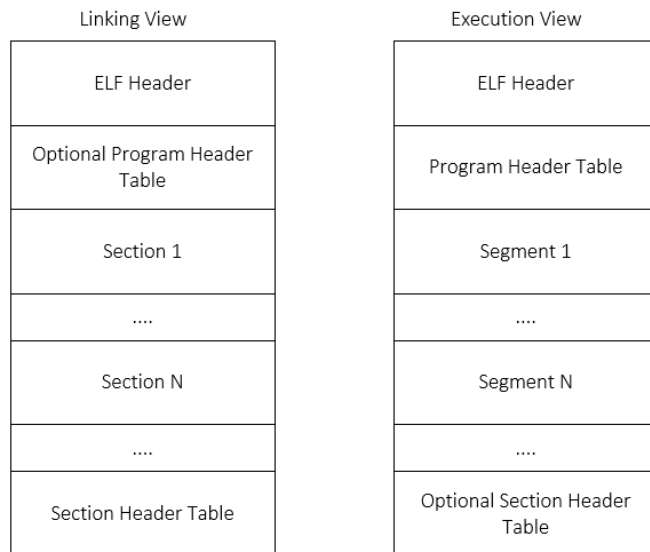 Linking View
ELF Header
Optional Program Header
Table
Section 1
....
Section N
....
Section Header Table
Execution View
ELF Header
Program Header Table
Segment 1
....
Segment N
....
Optional Section Header
Table